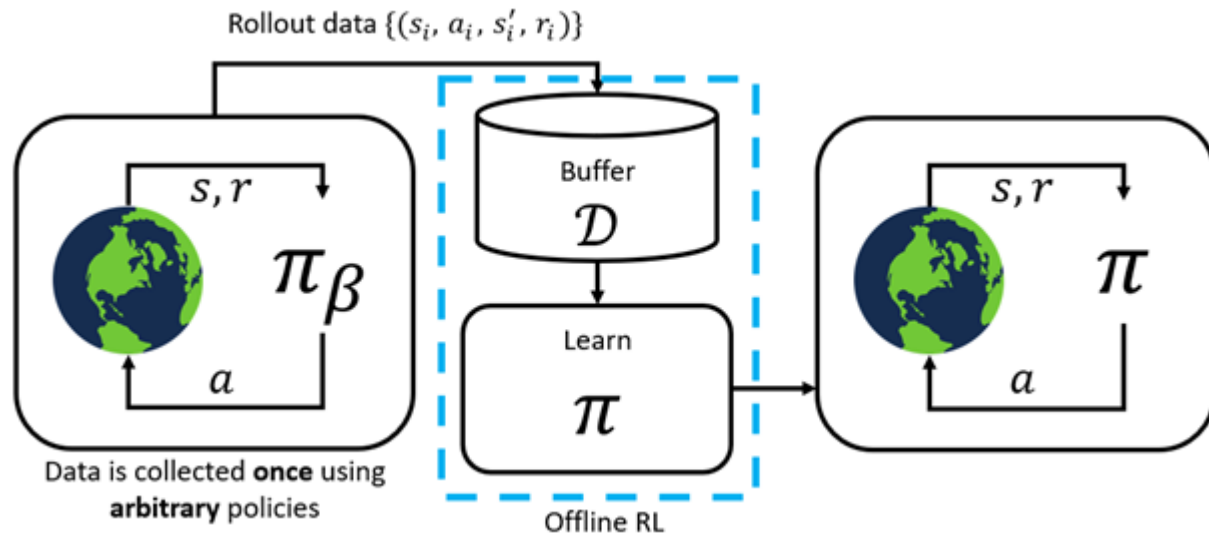 Rollout data {(sᵢ, aᵢ, sᵢ′, rᵢ)}
s, r
π_β
a
Data is collected once using
arbitrary policies
Buffer
𝒟
Learn
π
Offline RL
s, r
π
a